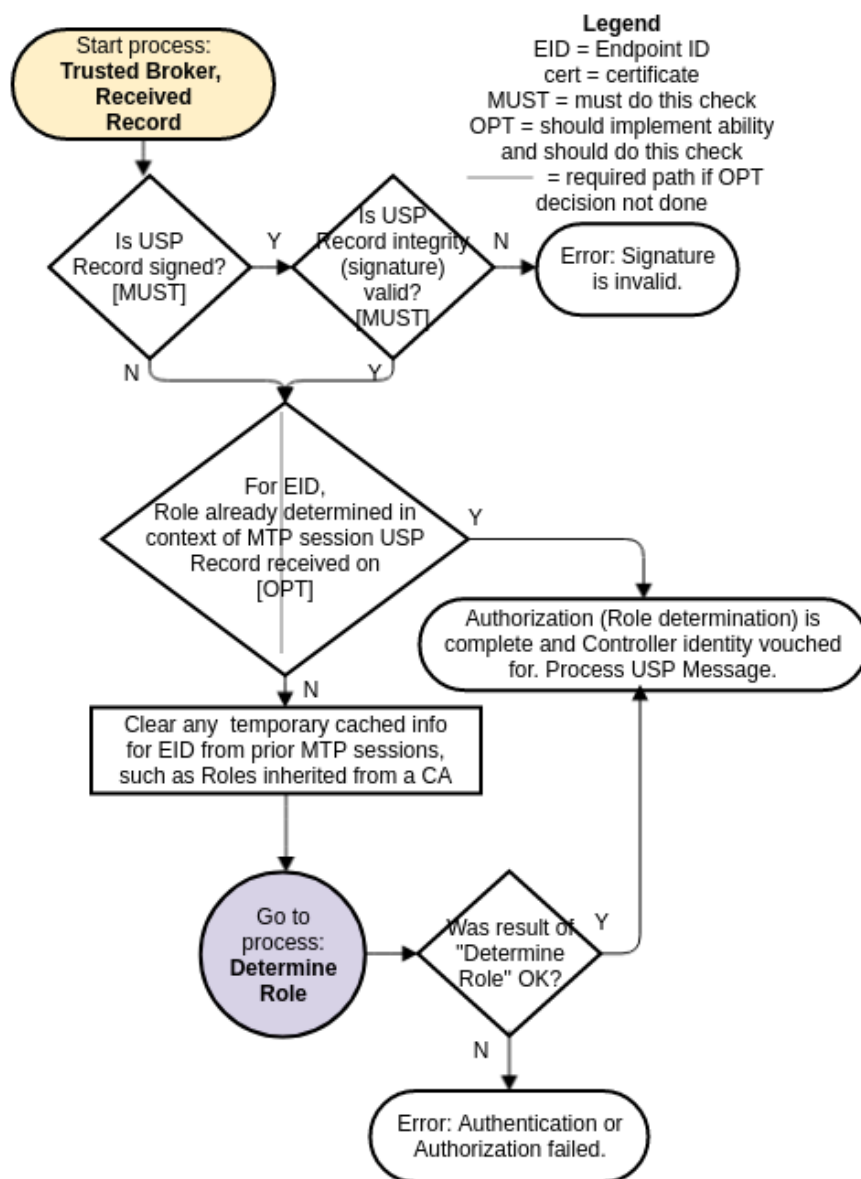 Start process:
Trusted Broker,
Received
Record
Legend
EID = Endpoint ID
cert = certificate
MUST = must do this check
OPT = should implement ability
and should do this check
= required path if OPT
decision not done
Is USP
Record signed?
[MUST]
Y
Is USP
Record integrity
(signature)
valid?
[MUST]
N
Error: Signature
is invalid.
N
Y
For EID,
Role already determined in
context of MTP session USP
Record received on
[OPT]
Y
Authorization (Role determination) is
complete and Controller identity vouched
for. Process USP Message.
N
Clear any temporary cached info
for EID from prior MTP sessions,
such as Roles inherited from a CA
Go to
process:
Determine
Role
Was result of
"Determine
Role" OK?
Y
N
Error: Authentication or
Authorization failed.